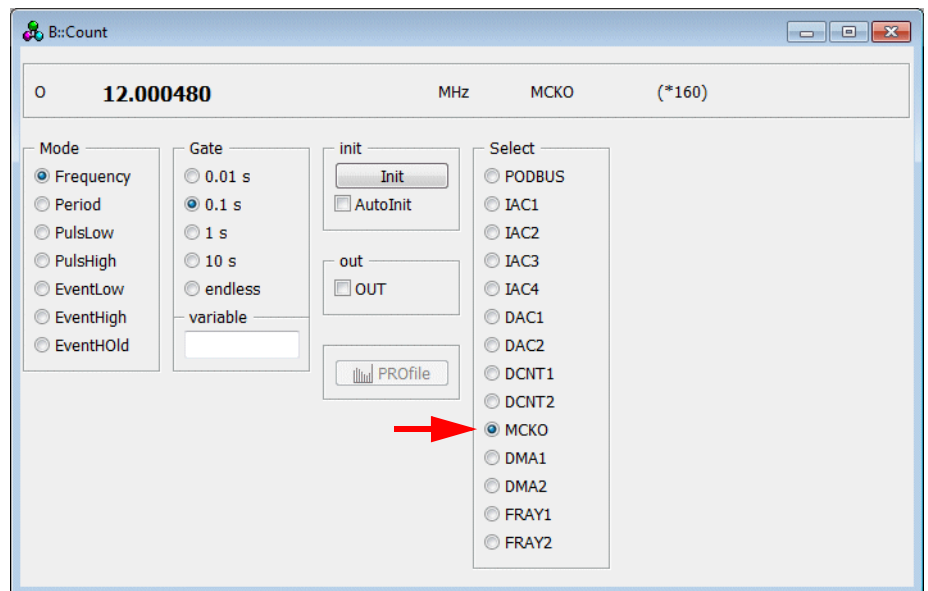 B::Count
O 12.000480 MHz MCKO (*160)
Mode
Frequency
Period
PulsLow
PulsHigh
EventLow
EventHigh
EventHOld
Gate
0.01 s
0.1 s
1 s
10 s
endless
variable
init
Init
AutoInit
out
OUT
PROfile
Select
PODBUS
IAC1
IAC2
IAC3
IAC4
DAC1
DAC2
DCNT1
DCNT2
MCKO
DMA1
DMA2
FRAY1
FRAY2